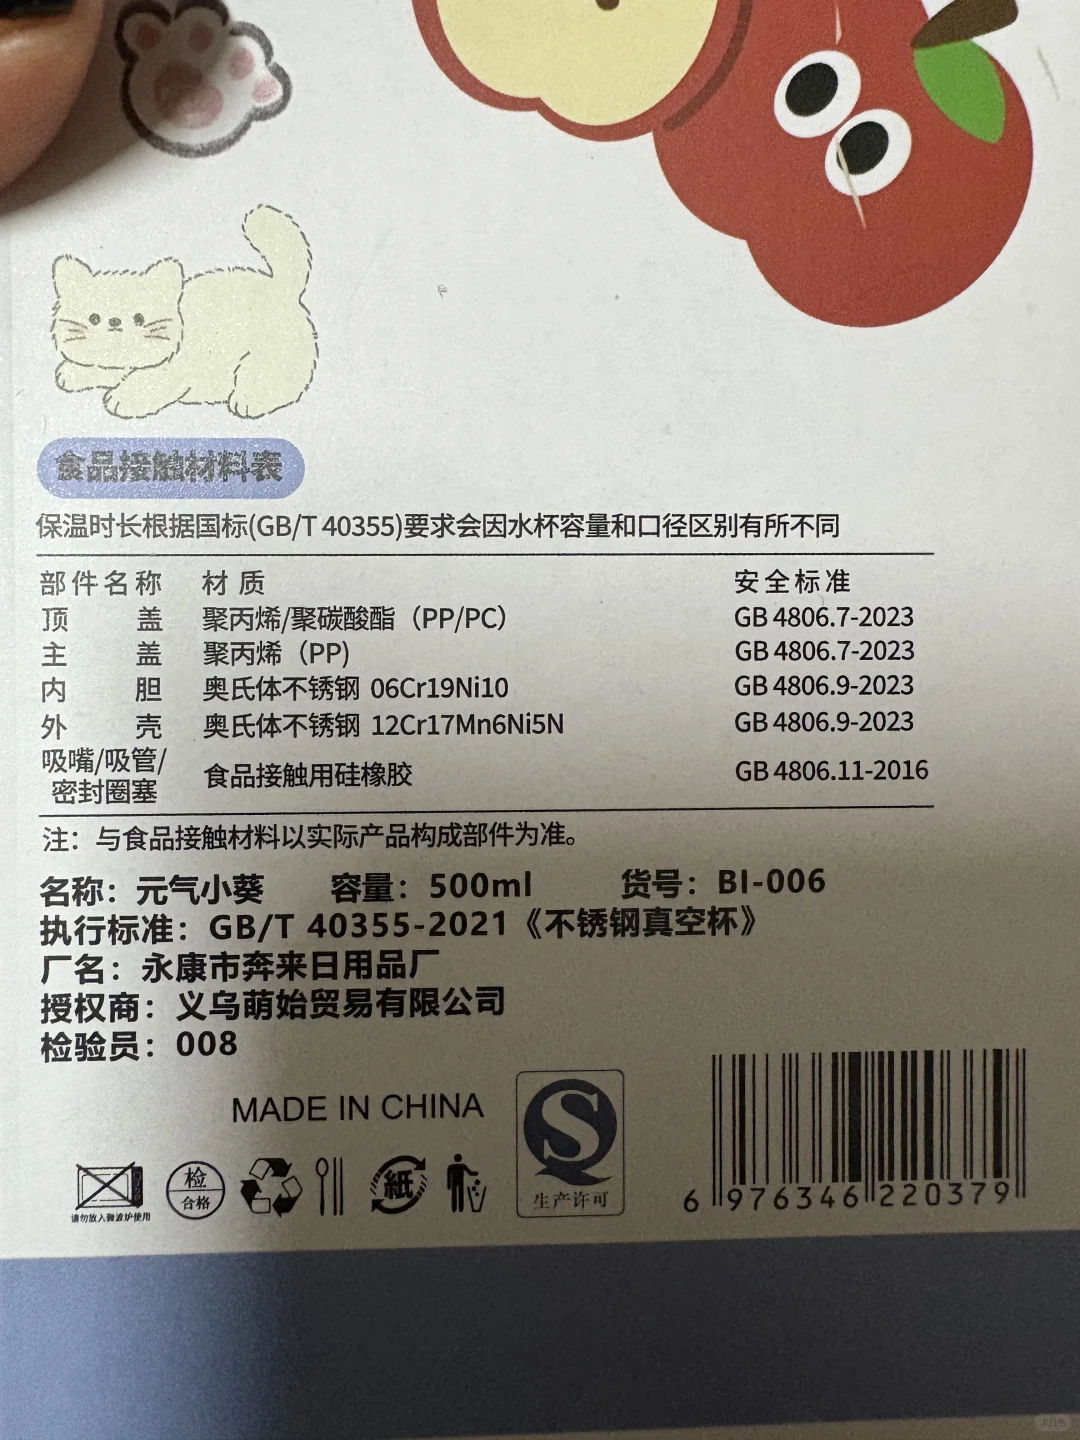 食品接触材料表
保温时长根据国标(GB/T 40355)要求会因水杯容量和口径区别有所不同
部件名称 材质 安全标准
顶盖 聚丙烯/聚碳酸酯（PP/PC） GB 4806.7-2023
主盖 聚丙烯（PP) GB 4806.7-2023
内胆 奥氏体不锈钢 06Cr19Ni10 GB 4806.9-2023
外壳 奥氏体不锈钢 12Cr17Mn6Ni5N GB 4806.9-2023
吸嘴/吸管/
密封圈塞 食品接触用硅橡胶 GB 4806.11-2016
注：与食品接触材料以实际产品构成部件为准。
名称：元气小葵 容量：500ml 货号：BI-006
执行标准：GB/T 40355-2021《不锈钢真空杯》
厂名：永康市奔来日用品厂
授权商：义乌萌始贸易有限公司
检验员：008
MADE IN CHINA
请勿放入微波炉使用
检
合格
紙
生产许可
6 976346 220379